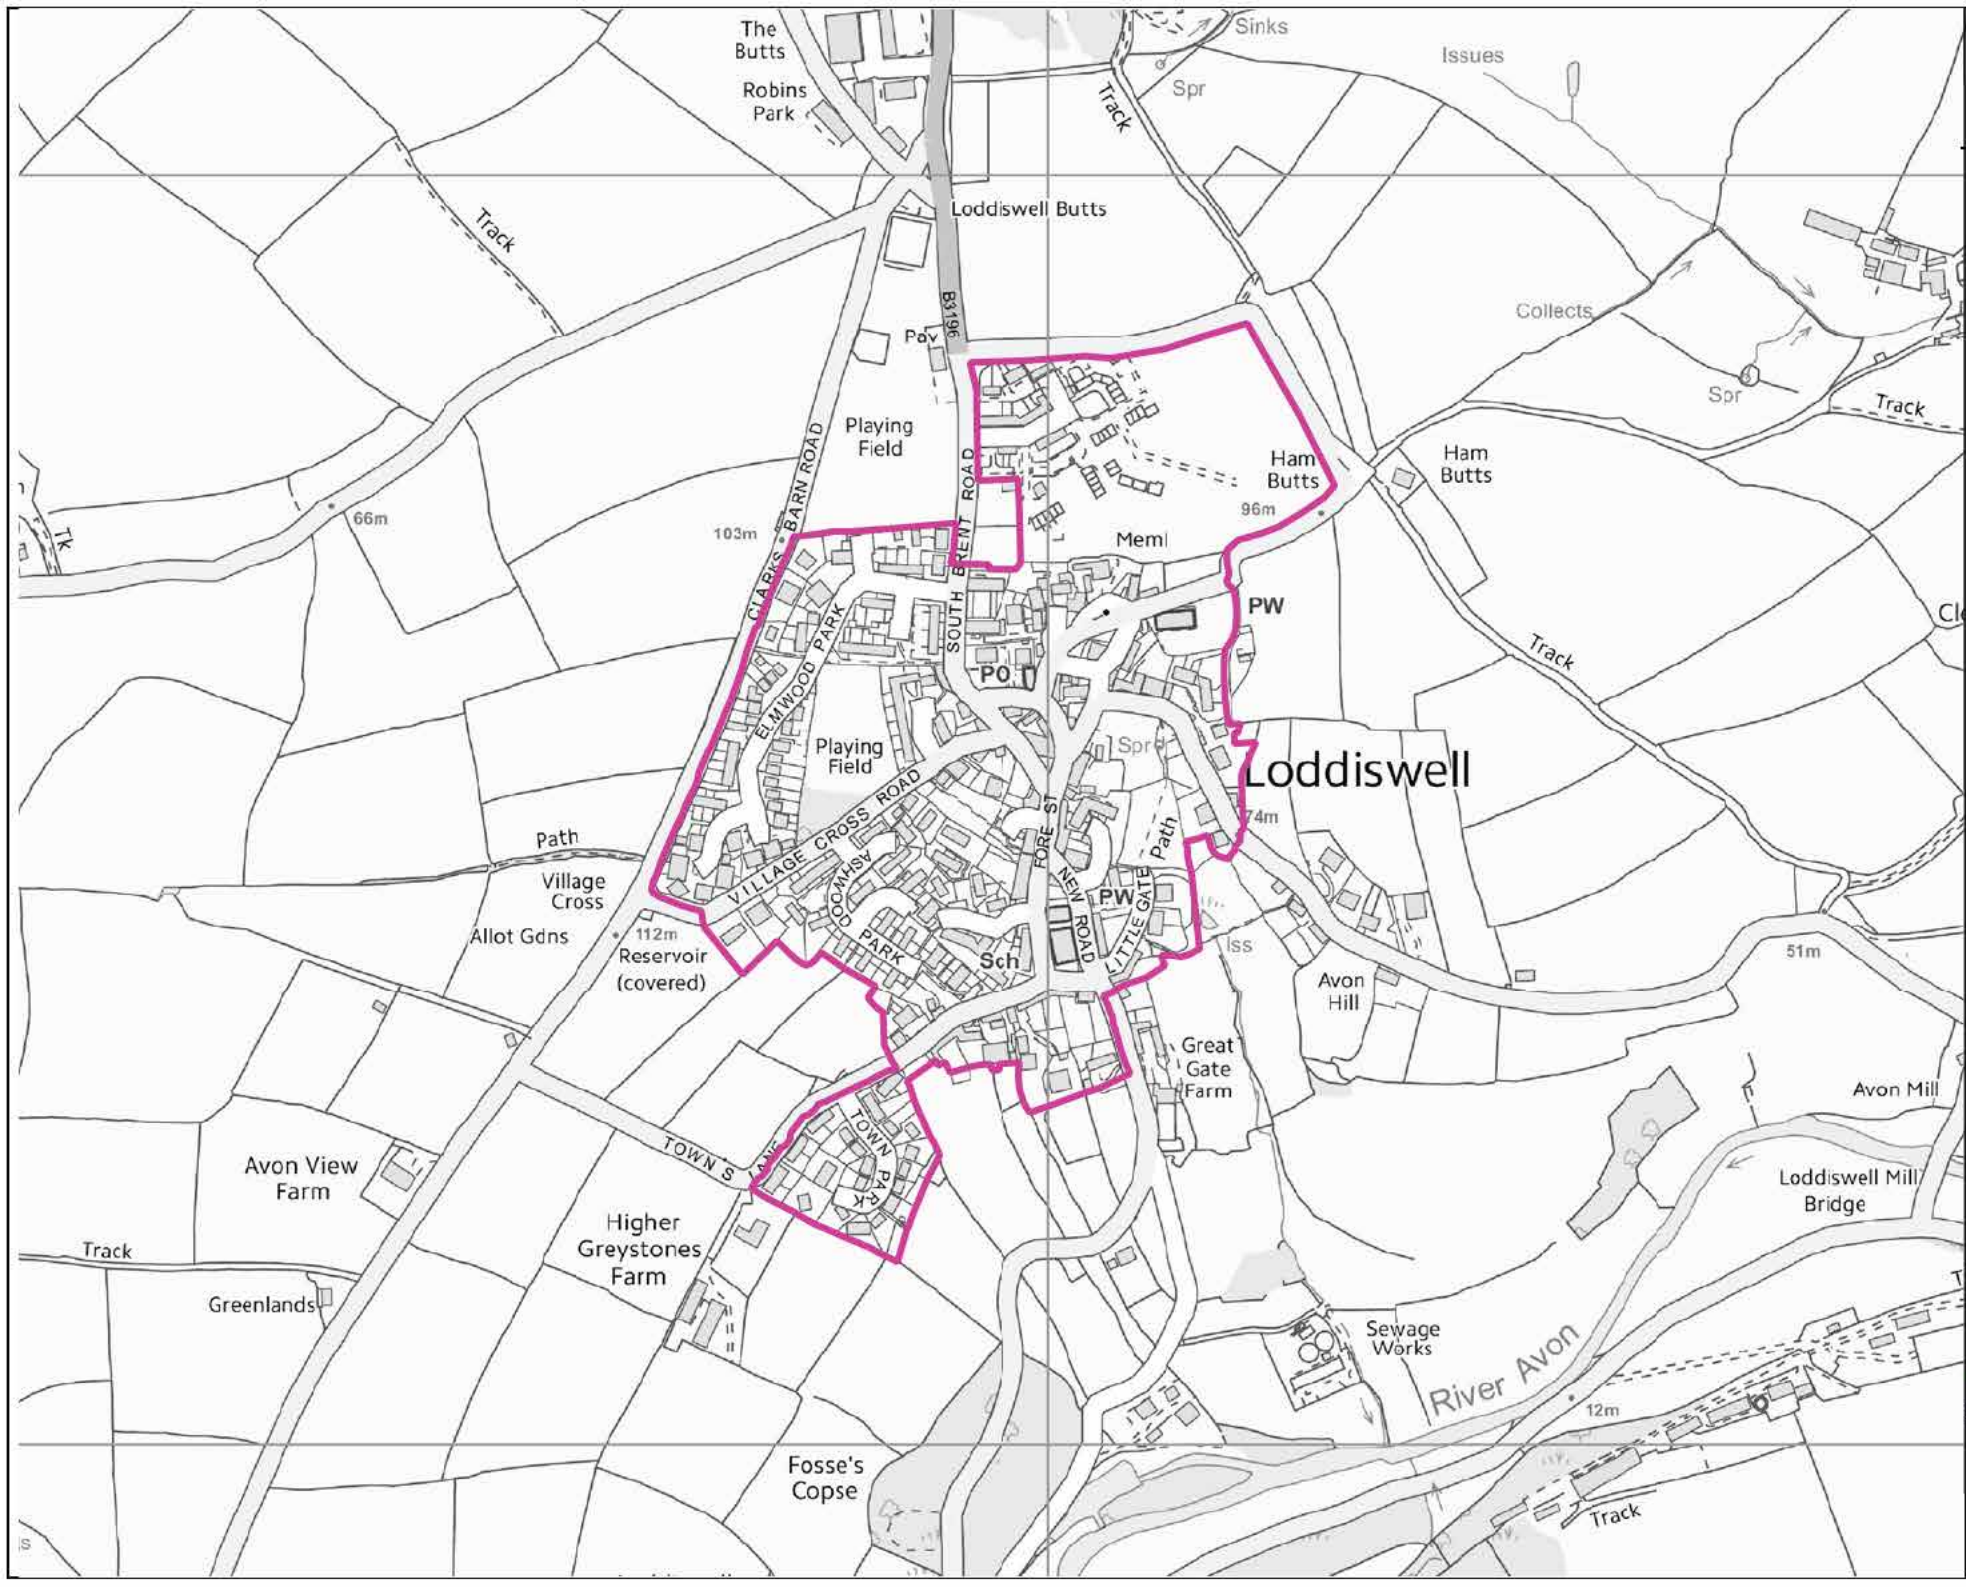 The
Butts
Sinks
Issues
Robins
Park
Spr
Track
Loddiswell Butts
Track
B3196
Collects
Pav
Spr
Track
Playing
Field
CLARKS BARN ROAD
SOUTH BRENT ROAD
Ham
Butts
Ham
Butts
66m
96m
103m
Tk
Meml
PW
ELMWOOD PARK
Track
PO
Playing
Field
Spr
Loddiswell
74m
Path
VILLAGE CROSS ROAD
FORE ST
Path
Village
Cross
ASHWOOD PARK
NEW ROAD
PW
LITTLE GATE
Allot Gdns
112m
Reservoir
(covered)
Sch
Iss
51m
Avon
Hill
Great
Gate
Farm
Avon Mill
TOWN'S LANE
TOWN PARK
Avon View
Farm
Loddiswell Mill
Bridge
Higher
Greystones
Farm
Track
Greenlands
Sewage
Works
River Avon
12m
Fosse's
Copse
Track